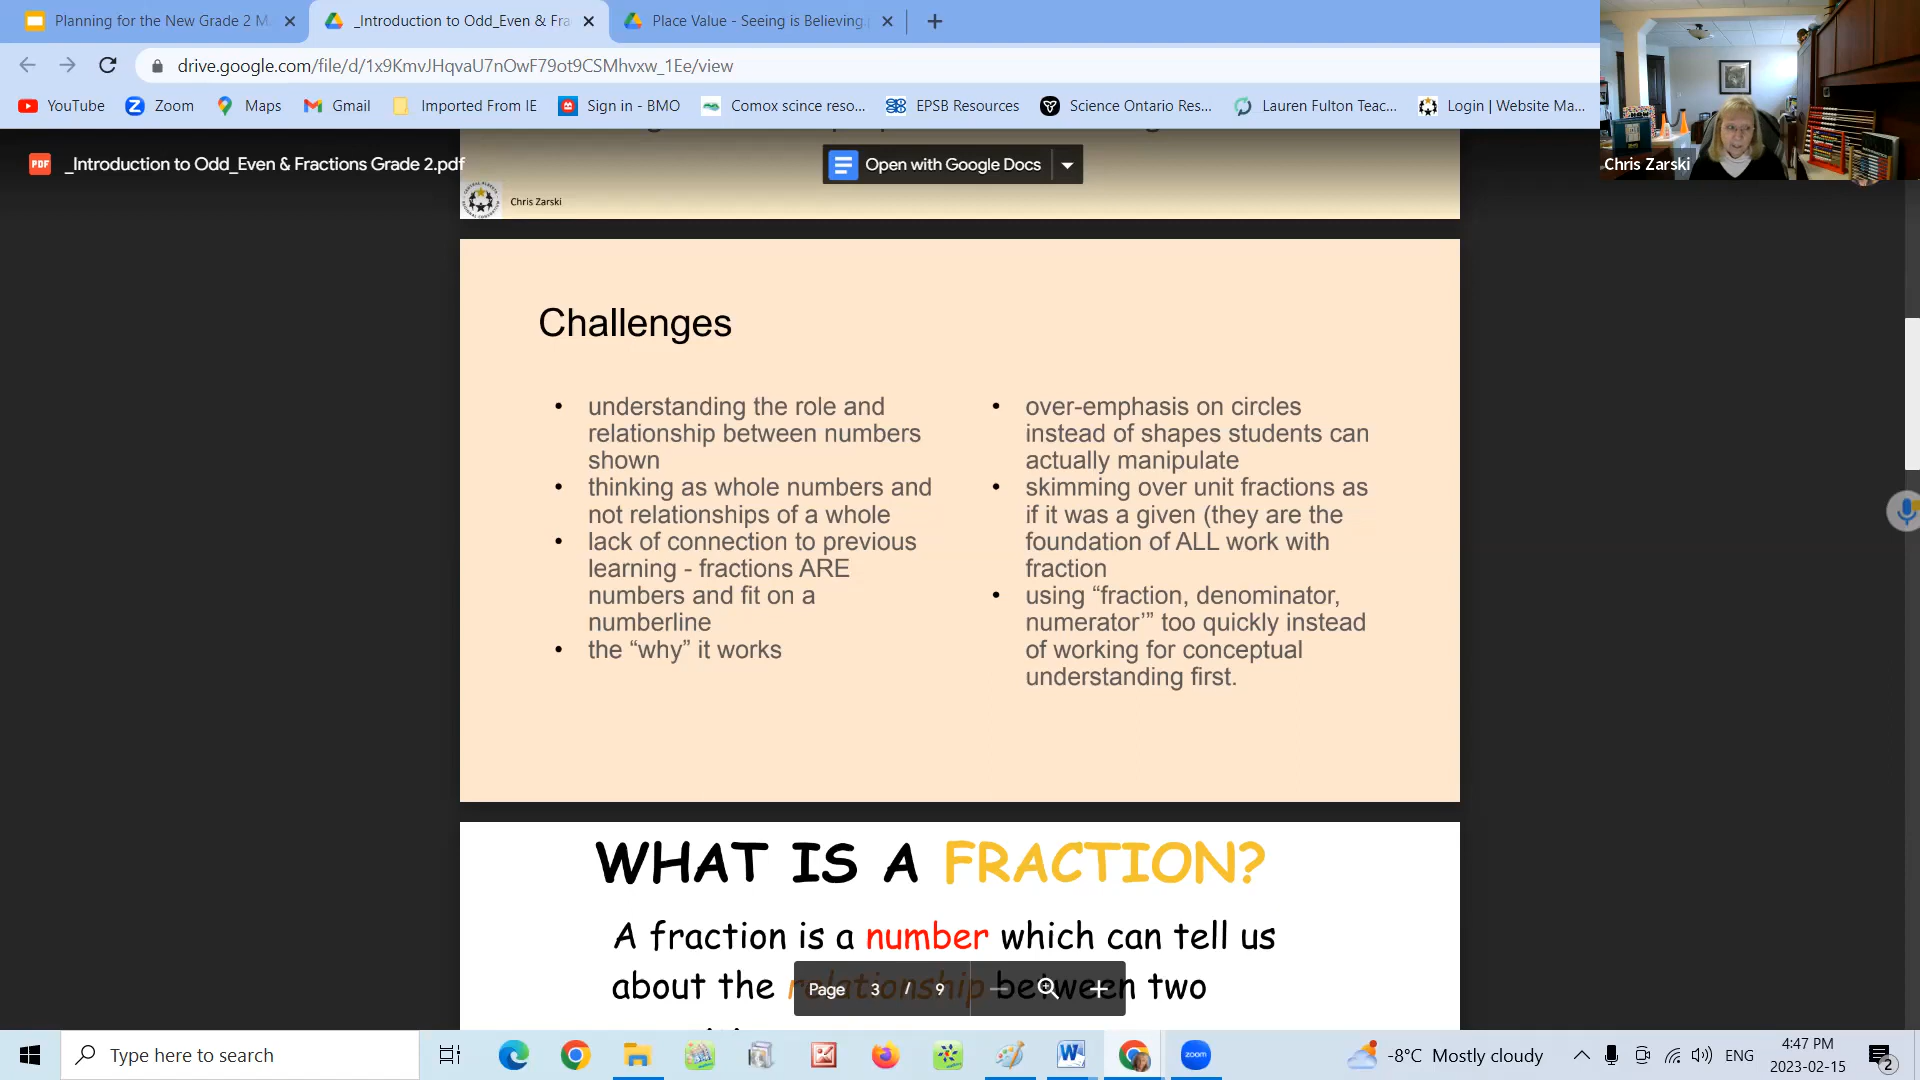 Planning for the New Grade 2 M
_Introduction to Odd_Even & Fra
Place Value - Seeing is Believing.p
drive.google.com/file/d/1x9KmvJHqvaU7nOwF79ot9CSMhvxw_1Ee/view
YouTube
Zoom
Maps
Gmail
Imported From IE
Sign in - BMO
Comox scince reso...
EPSB Resources
Science Ontario Res...
Lauren Fulton Teac...
Login | Website Ma...
PDF
_Introduction to Odd_Even & Fractions Grade 2.pdf
Open with Google Docs
Chris Zarski
Chris Zarski
Challenges
• understanding the role and
relationship between numbers
shown
• thinking as whole numbers and
not relationships of a whole
• lack of connection to previous
learning - fractions ARE
numbers and fit on a
numberline
• the “why” it works
• over-emphasis on circles
instead of shapes students can
actually manipulate
• skimming over unit fractions as
if it was a given (they are the
foundation of ALL work with
fraction
• using “fraction, denominator,
numerator’” too quickly instead
of working for conceptual
understanding first.
WHAT IS A FRACTION?
A fraction is a number which can tell us
about the relationship between two
Page 3 / 9
Type here to search
zoom
-8°C Mostly cloudy
ENG
4:47 PM
2023-02-15
2